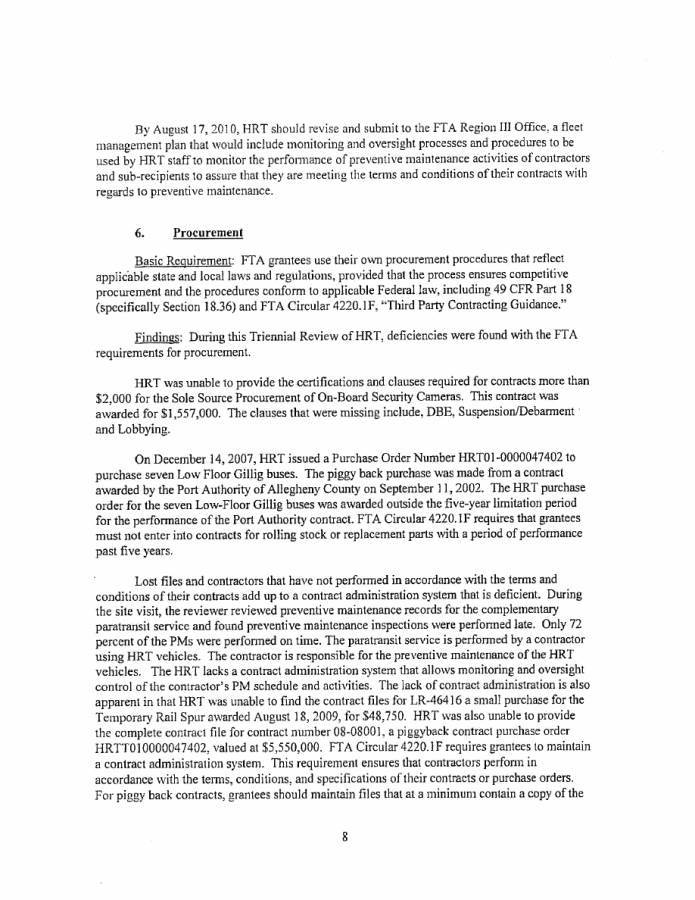 By August 17, 2010, HRT should revise and submit to the FTA Region III Office, a fleet
management plan that would include monitoring and oversight processes and procedures to be
used by HRT staff to monitor the performance of preventive maintenance activities of contractors
and sub-recipients to assure that they are meeting the terms and conditions of their contracts with
regards to preventive maintenance.
6. Procurement
Basic Requirement: FTA grantees use their own procurement procedures that reflect
applicable state and local laws and regulations, provided that the process ensures competitive
procurement and the procedures conform to applicable Federal law, including 49 CFR Part 18
(specifically Section 18.36) and FTA Circular 4220.1F, “Third Party Contracting Guidance.”
Findings: During this Triennial Review of HRT, deficiencies were found with the FTA
requirements for procurement.
HRT was unable to provide the certifications and clauses required for contracts more than
$2,000 for the Sole Source Procurement of On-Board Security Cameras. This contract was
awarded for $1,557,000. The clauses that were missing include, DBE, Suspension/Debarment
and Lobbying.
On December 14, 2007, HRT issued a Purchase Order Number HRT01-0000047402 to
purchase seven Low Floor Gillig buses. The piggy back purchase was made from a contract
awarded by the Port Authority of Allegheny County on September 11, 2002. The HRT purchase
order for the seven Low-Floor Gillig buses was awarded outside the five-year limitation period
for the performance of the Port Authority contract. FTA Circular 4220.1F requires that grantees
must not enter into contracts for rolling stock or replacement parts with a period of performance
past five years.
Lost files and contractors that have not performed in accordance with the terms and
conditions of their contracts add up to a contract administration system that is deficient. During
the site visit, the reviewer reviewed preventive maintenance records for the complementary
paratransit service and found preventive maintenance inspections were performed late. Only 72
percent of the PMs were performed on time. The paratransit service is performed by a contractor
using HRT vehicles. The contractor is responsible for the preventive maintenance of the HRT
vehicles. The HRT lacks a contract administration system that allows monitoring and oversight
control of the contractor's PM schedule and activities. The lack of contract administration is also
apparent in that HRT was unable to find the contract files for LR-46416 a small purchase for the
Temporary Rail Spur awarded August 18, 2009, for $48,750. HRT was also unable to provide
the complete contract file for contract number 08-08001, a piggyback contract purchase order
HRTT010000047402, valued at $5,550,000. FTA Circular 4220.1F requires grantees to maintain
a contract administration system. This requirement ensures that contractors perform in
accordance with the terms, conditions, and specifications of their contracts or purchase orders.
For piggy back contracts, grantees should maintain files that at a minimum contain a copy of the
8